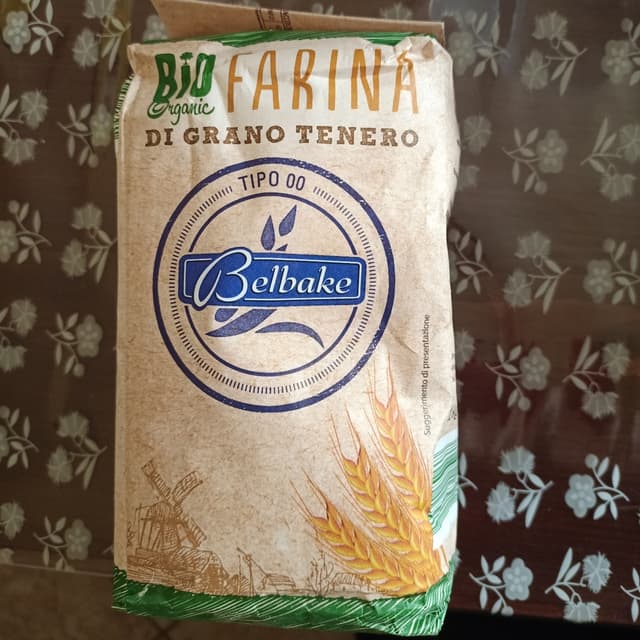 BIO
Organic
FARINA
DI GRANO TENERO
TIPO 00
Belbake
Suggerimento di presentazione